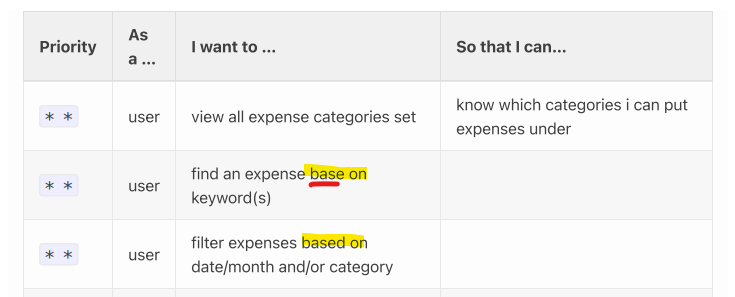 Priority
As
a ...
I want to ...
So that I can...
* *
user
view all expense categories set
know which categories i can put
expenses under
* *
user
find an expense base on
keyword(s)
* *
user
filter expenses based on
date/month and/or category